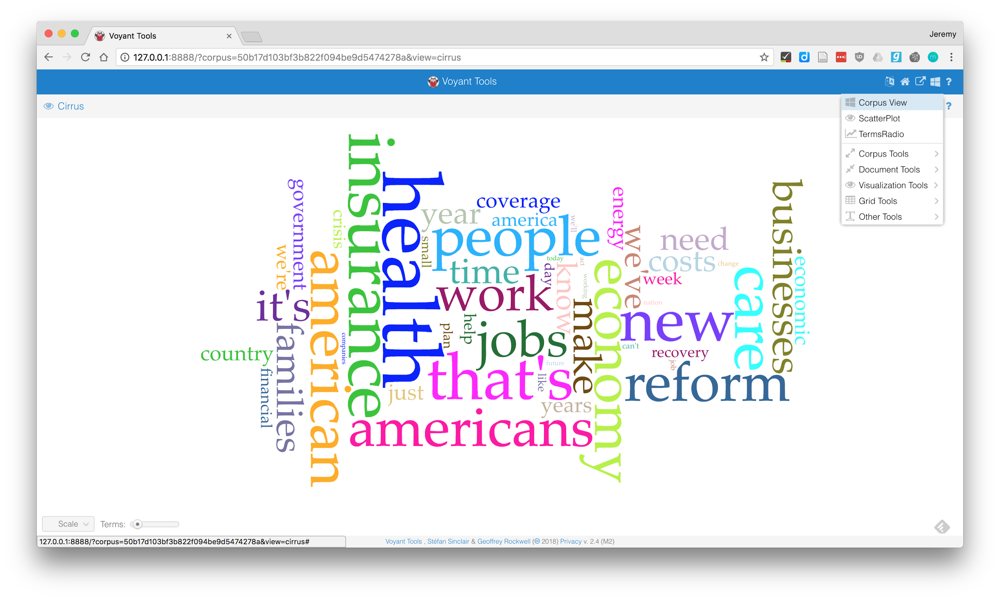 Voyant Tools
Jeremy
127.0.0.1:8888/?corpus=50b17d103bf3b822f094be9d5474278a&view=cirrus
Voyant Tools
?
Cirrus
?
Corpus View
ScatterPlot
TermsRadio
Corpus Tools
Document Tools
Visualization Tools
Grid Tools
Other Tools
insurance
health
government
crisis
coverage
year
america
we'll
people
energy
businesses
small
we're
american
we've
need
costs
change
economic
today
act
time
day
know
working
economy
week
care
it's
work
nation
make
new
families
companies
plan
help
jobs
can't
country
recovery
job
future
that's
like
reform
financial
just
years
americans
Scale
Terms:
127.0.0.1:8888/?corpus=50b17d103bf3b822f094be9d5474278a&view=cirrus#
Voyant Tools , Stéfan Sinclair & Geoffrey Rockwell (cc 2018) Privacy v. 2.4 (M2)